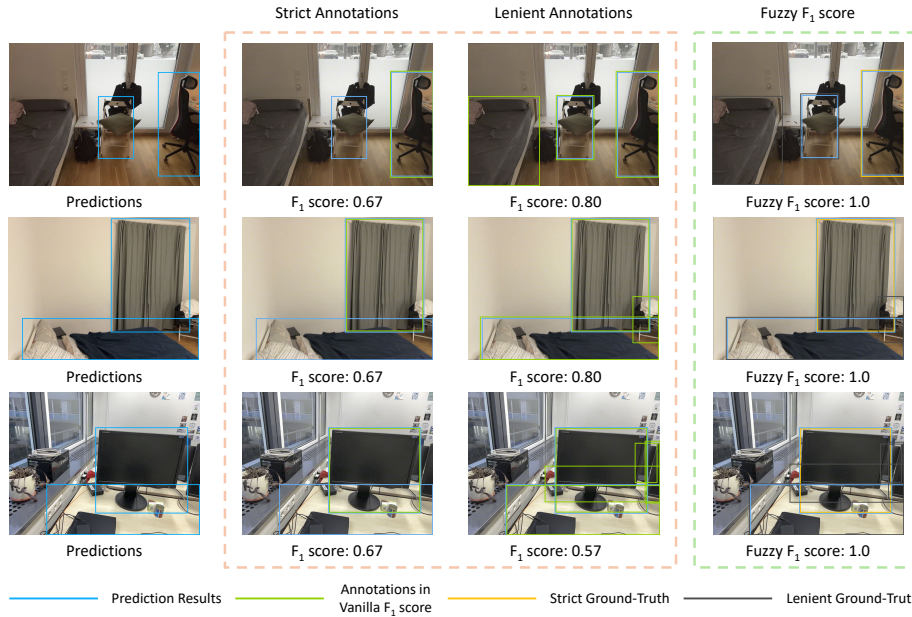 Strict Annotations Lenient Annotations Fuzzy F₁ score
Predictions F₁ score: 0.67 F₁ score: 0.80 Fuzzy F₁ score: 1.0
Predictions F₁ score: 0.67 F₁ score: 0.80 Fuzzy F₁ score: 1.0
Predictions F₁ score: 0.67 F₁ score: 0.57 Fuzzy F₁ score: 1.0
Prediction Results Annotations in Strict Ground-Truth Lenient Ground-Trut
Vanilla F₁ score